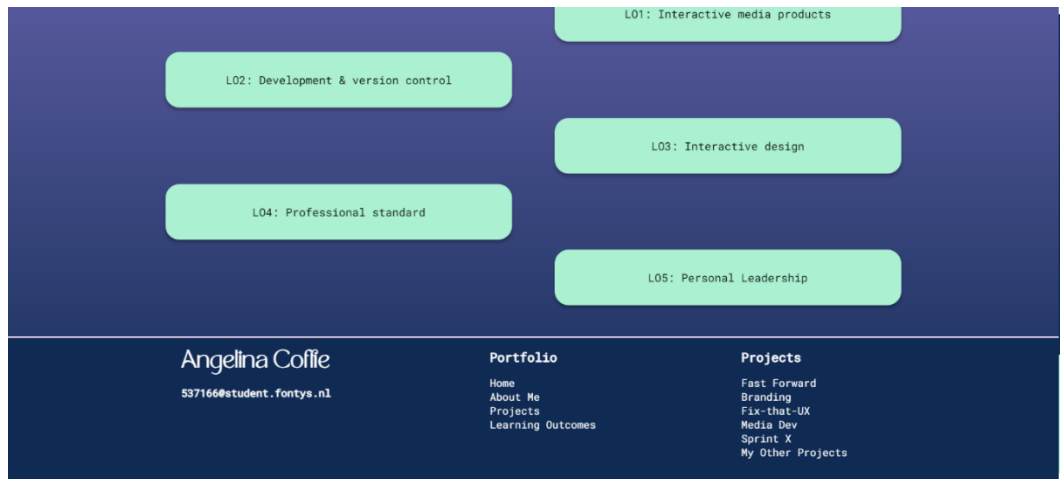 LO1: Interactive media products
LO2: Development & version control
LO3: Interactive design
LO4: Professional standard
LO5: Personal Leadership
Angelina Coffie
537166@student.fontys.nl
Portfolio
Home
About Me
Projects
Learning Outcomes
Projects
Fast Forward
Branding
Fix-that-UX
Media Dev
Sprint X
My Other Projects